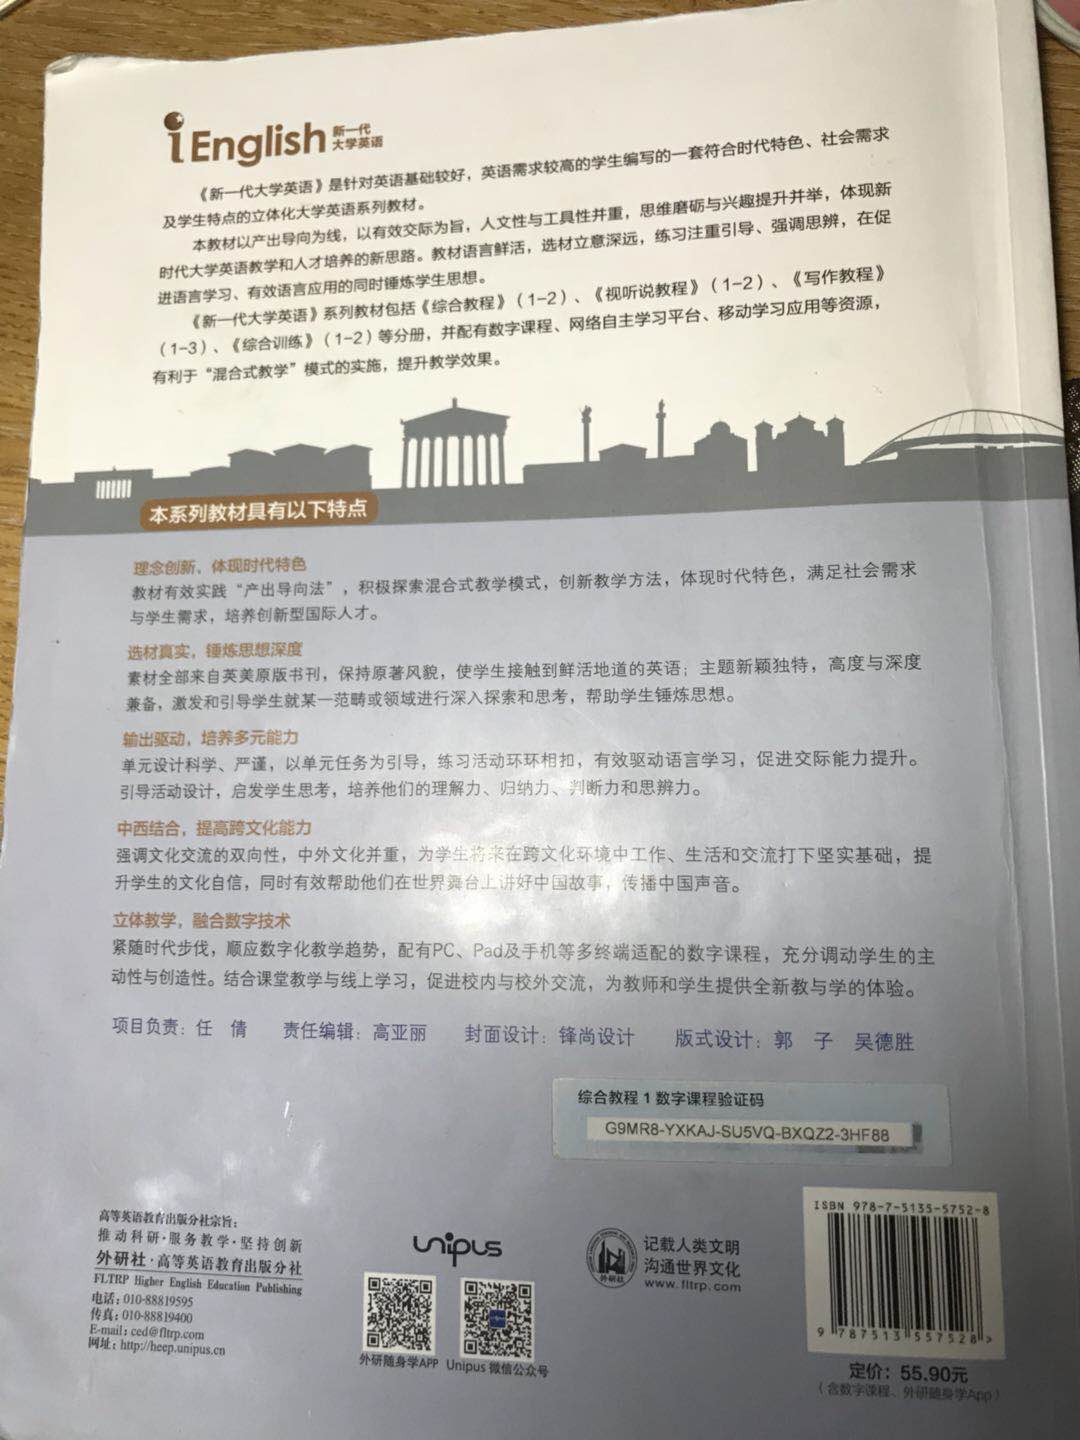 iEnglish 新一代
大学英语
《新一代大学英语》是针对英语基础较好，英语需求较高的学生编写的一套符合时代特色、社会需求
及学生特点的立体化大学英语系列教材。
本教材以产出导向为线，以有效交际为旨，人文性与工具性并重，思维磨砺与兴趣提升并举，体现新
时代大学英语教学和人才培养的新思路。教材语言鲜活，选材立意深远，练习注重引导、强调思辨，在促
进语言学习、有效语言应用的同时锤炼学生思想。
《新一代大学英语》系列教材包括《综合教程》（1-2）、《视听说教程》（1-2）、《写作教程》
（1-3）、《综合训练》（1-2）等分册，并配有数字课程、网络自主学习平台、移动学习应用等资源，
有利于“混合式教学”模式的实施，提升教学效果。
本系列教材具有以下特点
理念创新，体现时代特色
教材有效实践“产出导向法”，积极探索混合式教学模式，创新教学方法，体现时代特色，满足社会需求
与学生需求，培养创新型国际人才。
选材真实，锤炼思想深度
素材全部来自英美原版书刊，保持原著风貌，使学生接触到鲜活地道的英语；主题新颖独特，高度与深度
兼备，激发和引导学生就某一范畴或领域进行深入探索和思考，帮助学生锤炼思想。
输出驱动，培养多元能力
单元设计科学、严谨，以单元任务为引导，练习活动环环相扣，有效驱动语言学习，促进交际能力提升。
引导活动设计，启发学生思考，培养他们的理解力、归纳力、判断力和思辨力。
中西结合，提高跨文化能力
强调文化交流的双向性，中外文化并重，为学生将来在跨文化环境中工作、生活和交流打下坚实基础，提
升学生的文化自信，同时有效帮助他们在世界舞台上讲好中国故事，传播中国声音。
立体教学，融合数字技术
紧随时代步伐，顺应数字化教学趋势，配有PC、Pad及手机等多终端适配的数字课程，充分调动学生的主
动性与创造性。结合课堂教学与线上学习，促进校内与校外交流，为教师和学生提供全新教与学的体验。
项目负责：任　倩　责任编辑：高亚丽　封面设计：锋尚设计　版式设计：郭　子　吴德胜
综合教程 1 数字课程验证码
G9MR8-YXKAJ-SU5VQ-BXQZ2-3HF88
高等英语教育出版分社宗旨：
推动科研·服务教学·坚持创新
外研社·高等英语教育出版分社
FLTRP Higher English Education Publishing
电话：010-88819595
传真：010-88819400
E-mail：ced@fltrp.com
网址：http://heep.unipus.cn
unipus
外研随身学APP Unipus 微信公众号
外研社
记载人类文明
沟通世界文化
www.fltrp.com
ISBN 978-7-5135-5752-8
9 787513 557528 >
定价：55.90元
（含数字课程、外研随身学App）